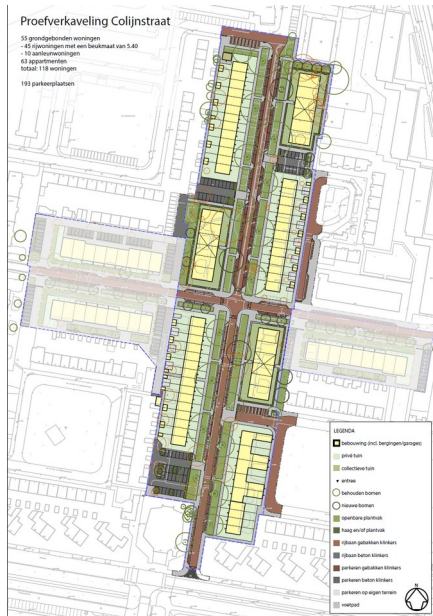 Proefverkaveling Colijnstraat
55 grondgebonden woningen
- 45 rijwoningen met een beukmaat van 5.40
- 10 aanleunwoningen
63 appartmenten
totaal: 118 woningen
193 parkeerplaatsen
LEGENDA
bebouwing (incl. bergingen/garages)
privé tuin
collectieve tuin
entree
behouden bomen
nieuwe bomen
openbare plantvak
haag en/of plantvak
rijbaan gebakken klinkers
rijbaan beton klinkers
parkeren gebakken klinkers
parkeren beton klinkers
parkeren op eigen terrein
voetpad
N